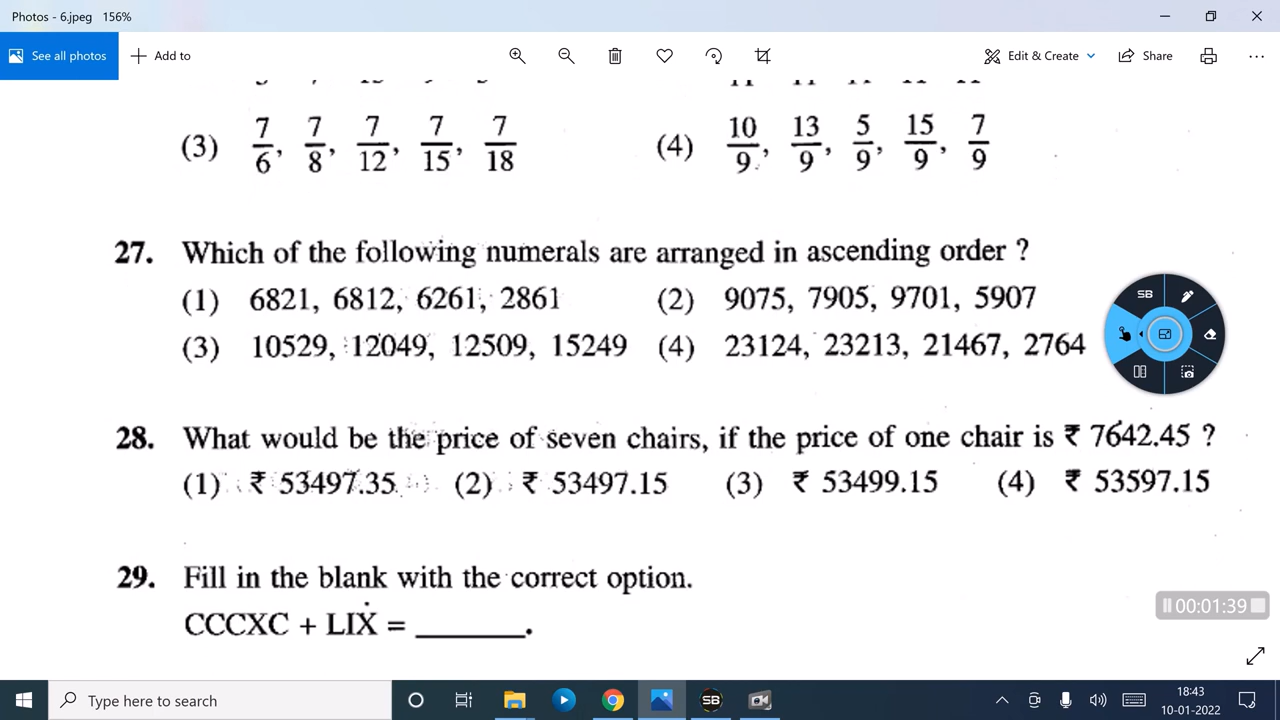 Photos - 6.jpeg 156%
See all photos + Add to Edit & Create Share
(3) 7/6, 7/8, 7/12, 7/15, 7/18 (4) 10/9, 13/9, 5/9, 15/9, 7/9
27. Which of the following numerals are arranged in ascending order ?
(1) 6821, 6812, 6261, 2861 (2) 9075, 7905, 9701, 5907
(3) 10529, 12049, 12509, 15249 (4) 23124, 23213, 21467, 2764
28. What would be the price of seven chairs, if the price of one chair is ₹ 7642.45 ?
(1) ₹ 53497.35 (2) ₹ 53497.15 (3) ₹ 53499.15 (4) ₹ 53597.15
29. Fill in the blank with the correct option.
CCCXC + LIX = ______.
SB
00:01:39
Type here to search SB 18:43
10-01-2022